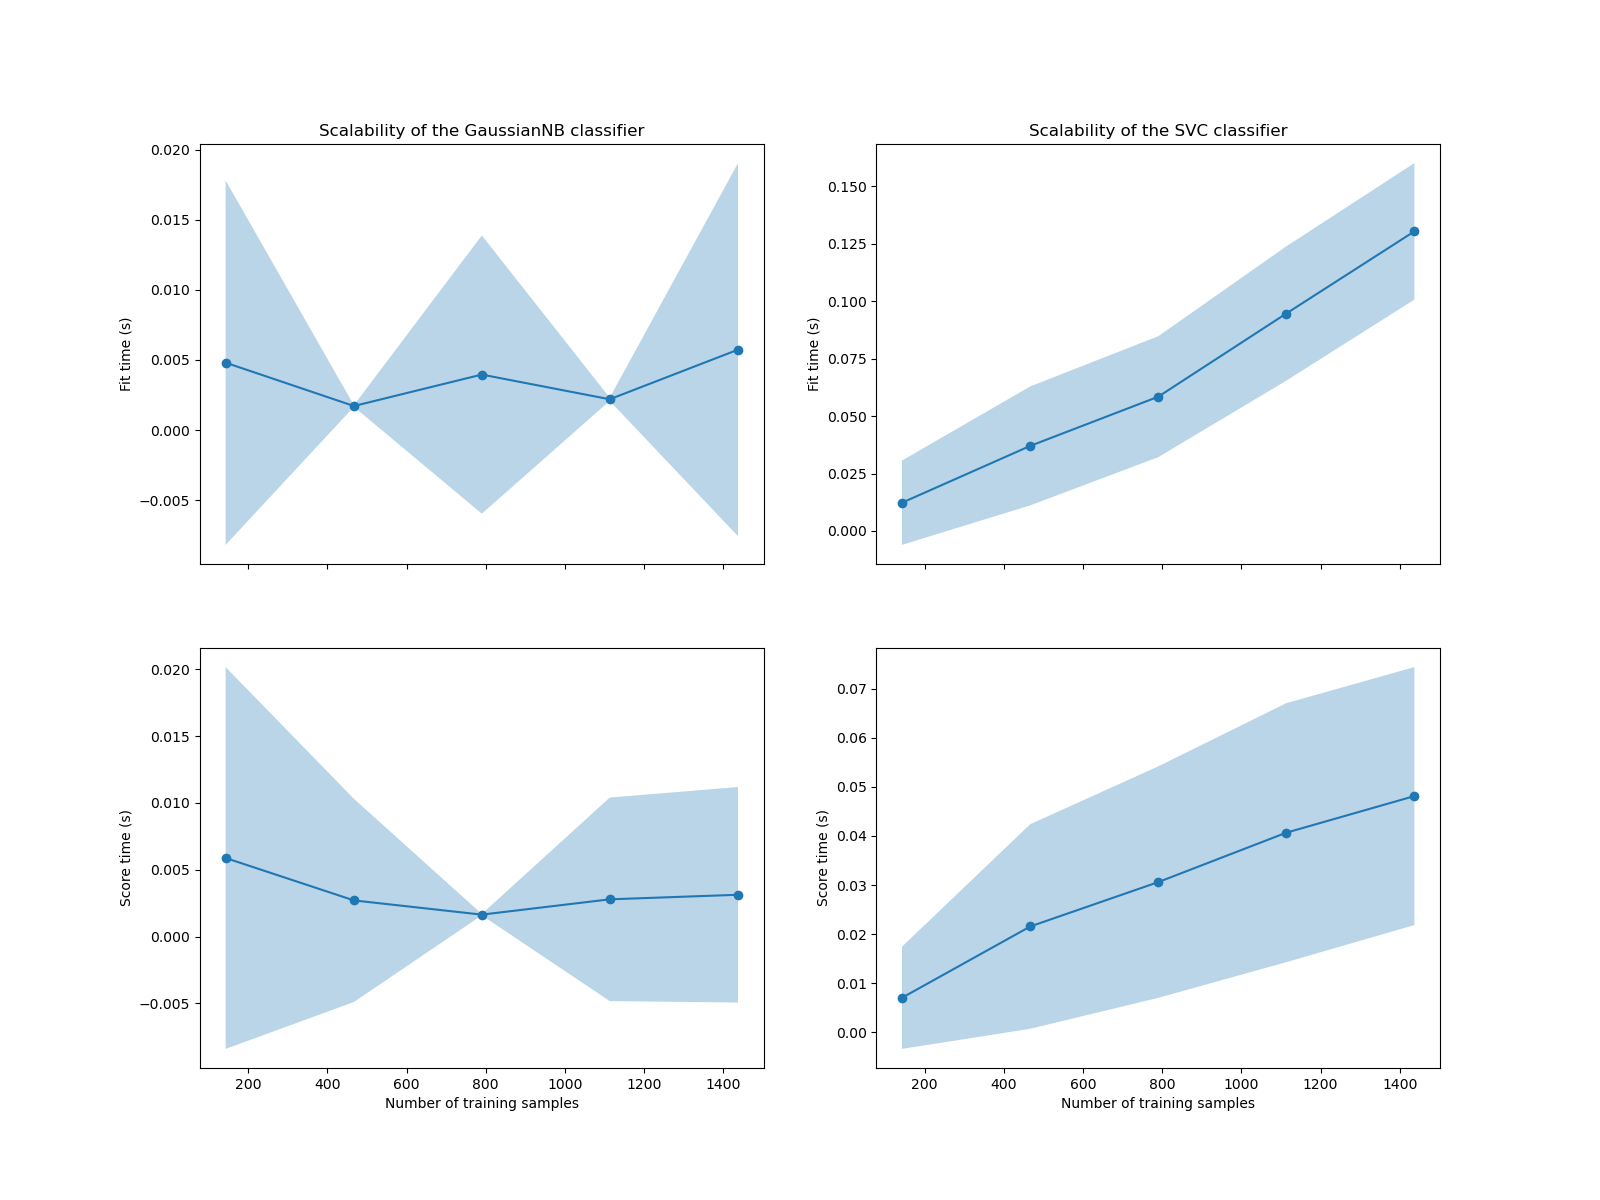 Scalability of the GaussianNB classifier
0.020
0.015
0.010
0.005
0.000
−0.005
Fit time (s)
Scalability of the SVC classifier
0.150
0.125
0.100
0.075
0.050
0.025
0.000
Fit time (s)
0.020
0.015
0.010
0.005
0.000
−0.005
Score time (s)
200 400 600 800 1000 1200 1400
Number of training samples
0.07
0.06
0.05
0.04
0.03
0.02
0.01
0.00
Score time (s)
200 400 600 800 1000 1200 1400
Number of training samples